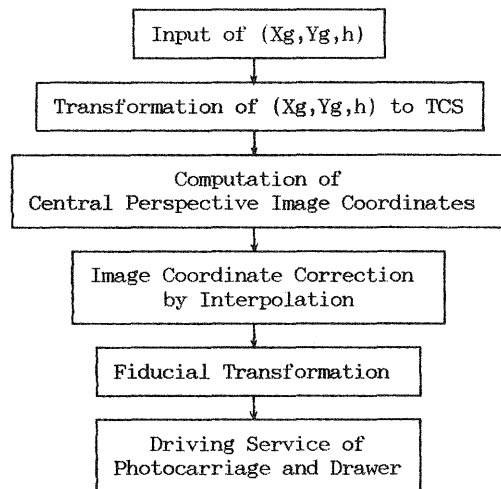 Input of (Xg,Yg,h)
Transformation of (Xg,Yg,h) to TCS
Computation of
Central Perspective Image Coordinates
Image Coordinate Correction
by Interpolation
Fiducial Transformation
Driving Service of
Photocarriage and Drawer